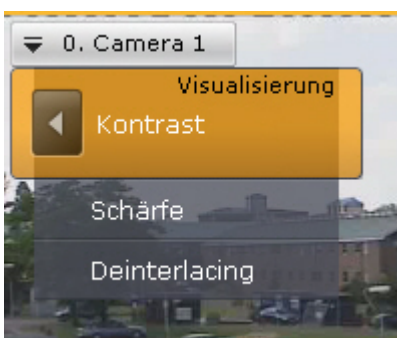 0. Camera 1
Visualisierung
Kontrast
Schärfe
Deinterlacing